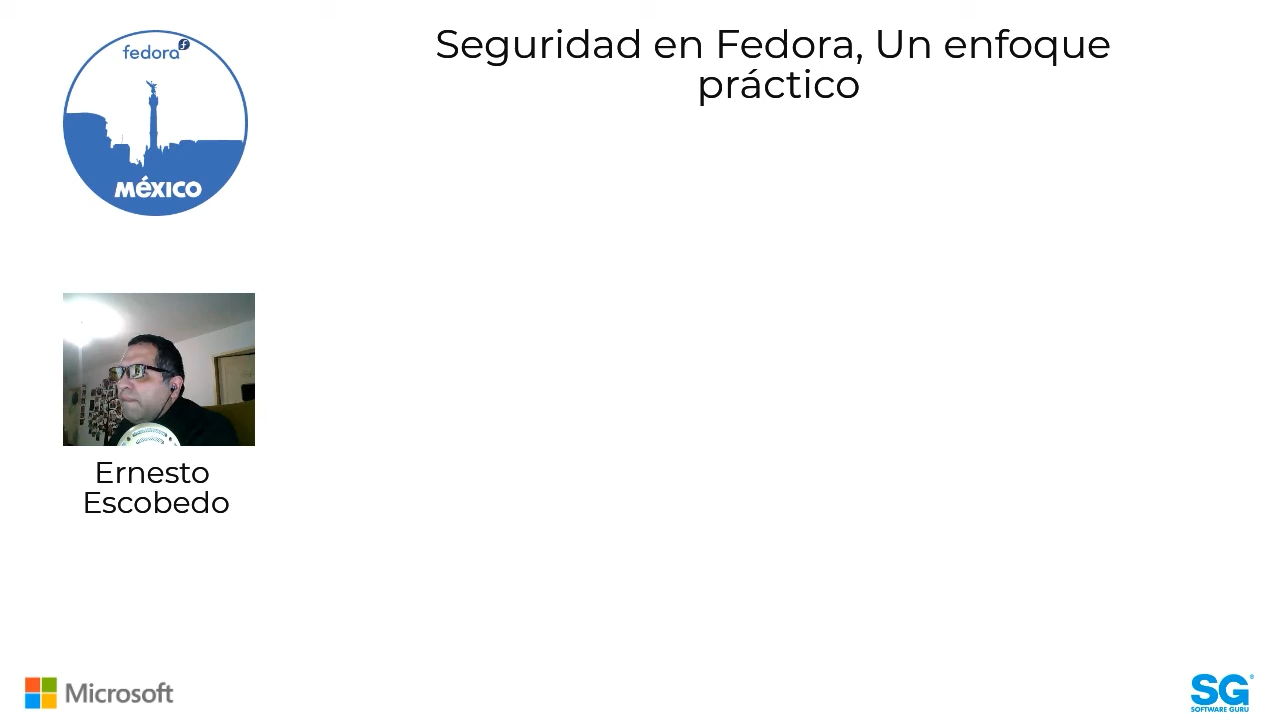 fedora
MéXICO
Seguridad en Fedora, Un enfoque
práctico
Ernesto
Escobedo
Microsoft
SG
SOFTWARE GURU